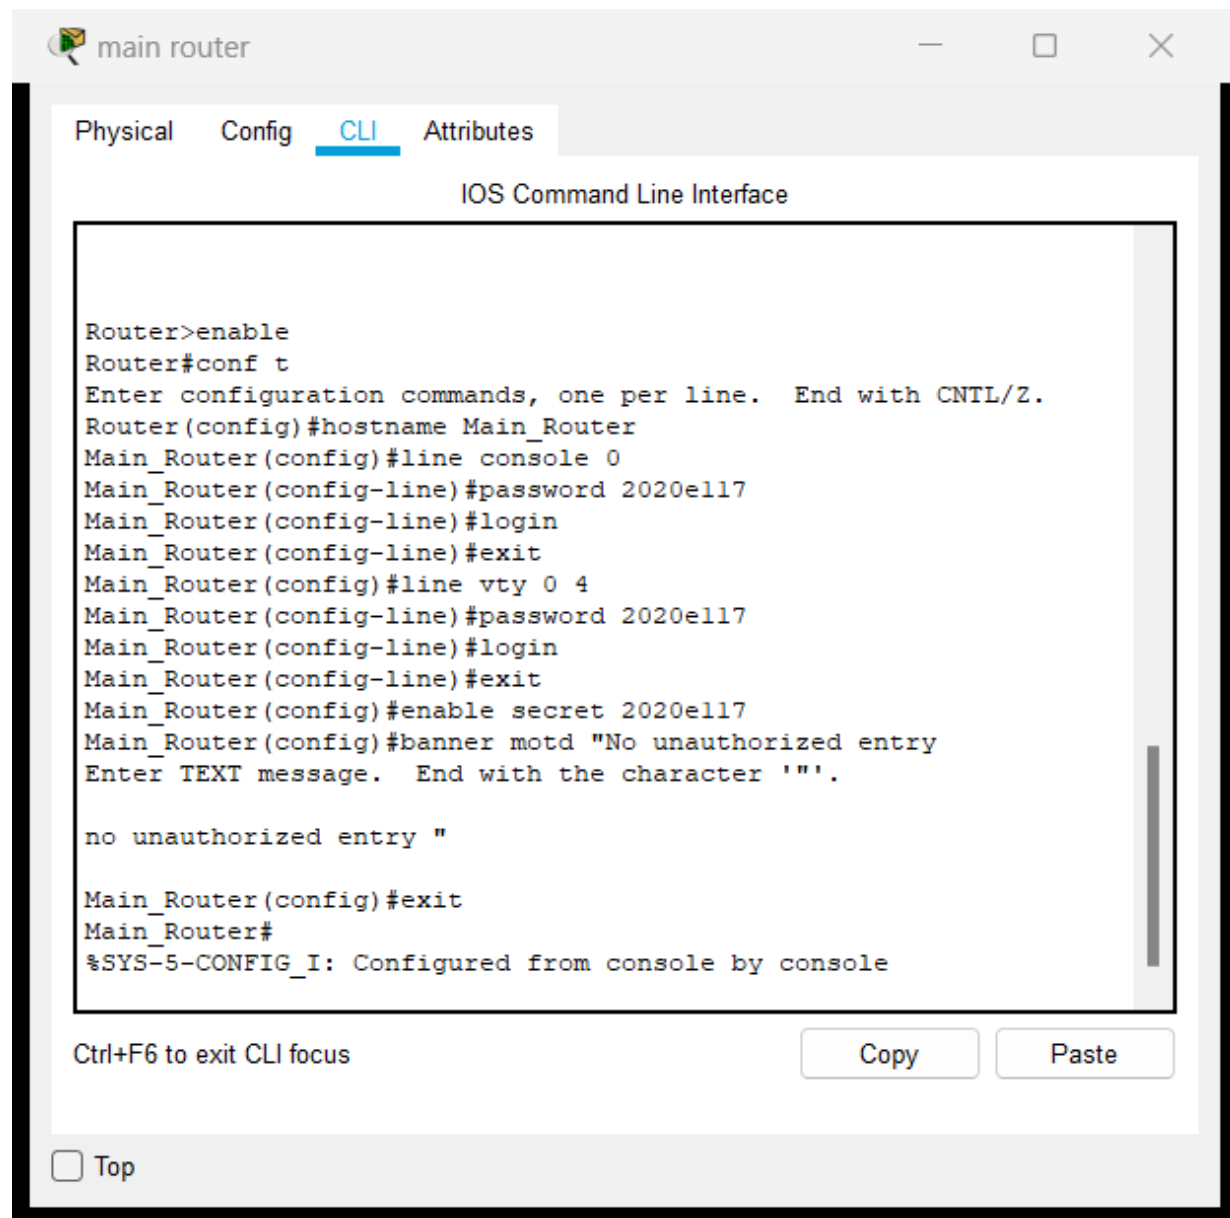 main router
Physical Config CLI Attributes
IOS Command Line Interface
Router>enable
Router#conf t
Enter configuration commands, one per line.  End with CNTL/Z.
Router(config)#hostname Main_Router
Main_Router(config)#line console 0
Main_Router(config-line)#password 2020e117
Main_Router(config-line)#login
Main_Router(config-line)#exit
Main_Router(config)#line vty 0 4
Main_Router(config-line)#password 2020e117
Main_Router(config-line)#login
Main_Router(config-line)#exit
Main_Router(config)#enable secret 2020e117
Main_Router(config)#banner motd "No unauthorized entry
Enter TEXT message.  End with the character '"'.
no unauthorized entry "
Main_Router(config)#exit
Main_Router#
%SYS-5-CONFIG_I: Configured from console by console
Ctrl+F6 to exit CLI focus
Copy Paste
Top